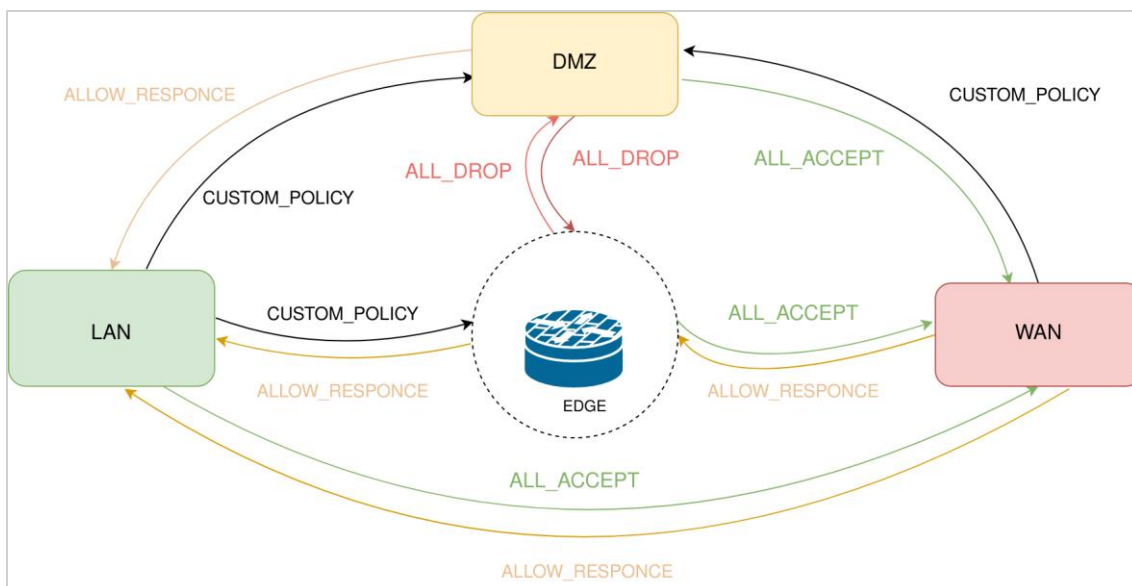 DMZ
ALLOW_RESPONCE
CUSTOM_POLICY
ALL_ACCEPT
ALL_DROP
ALL_DROP
CUSTOM_POLICY
LAN
CUSTOM_POLICY
ALL_ACCEPT
WAN
ALLOW_RESPONCE
ALLOW_RESPONCE
EDGE
ALL_ACCEPT
ALLOW_RESPONCE